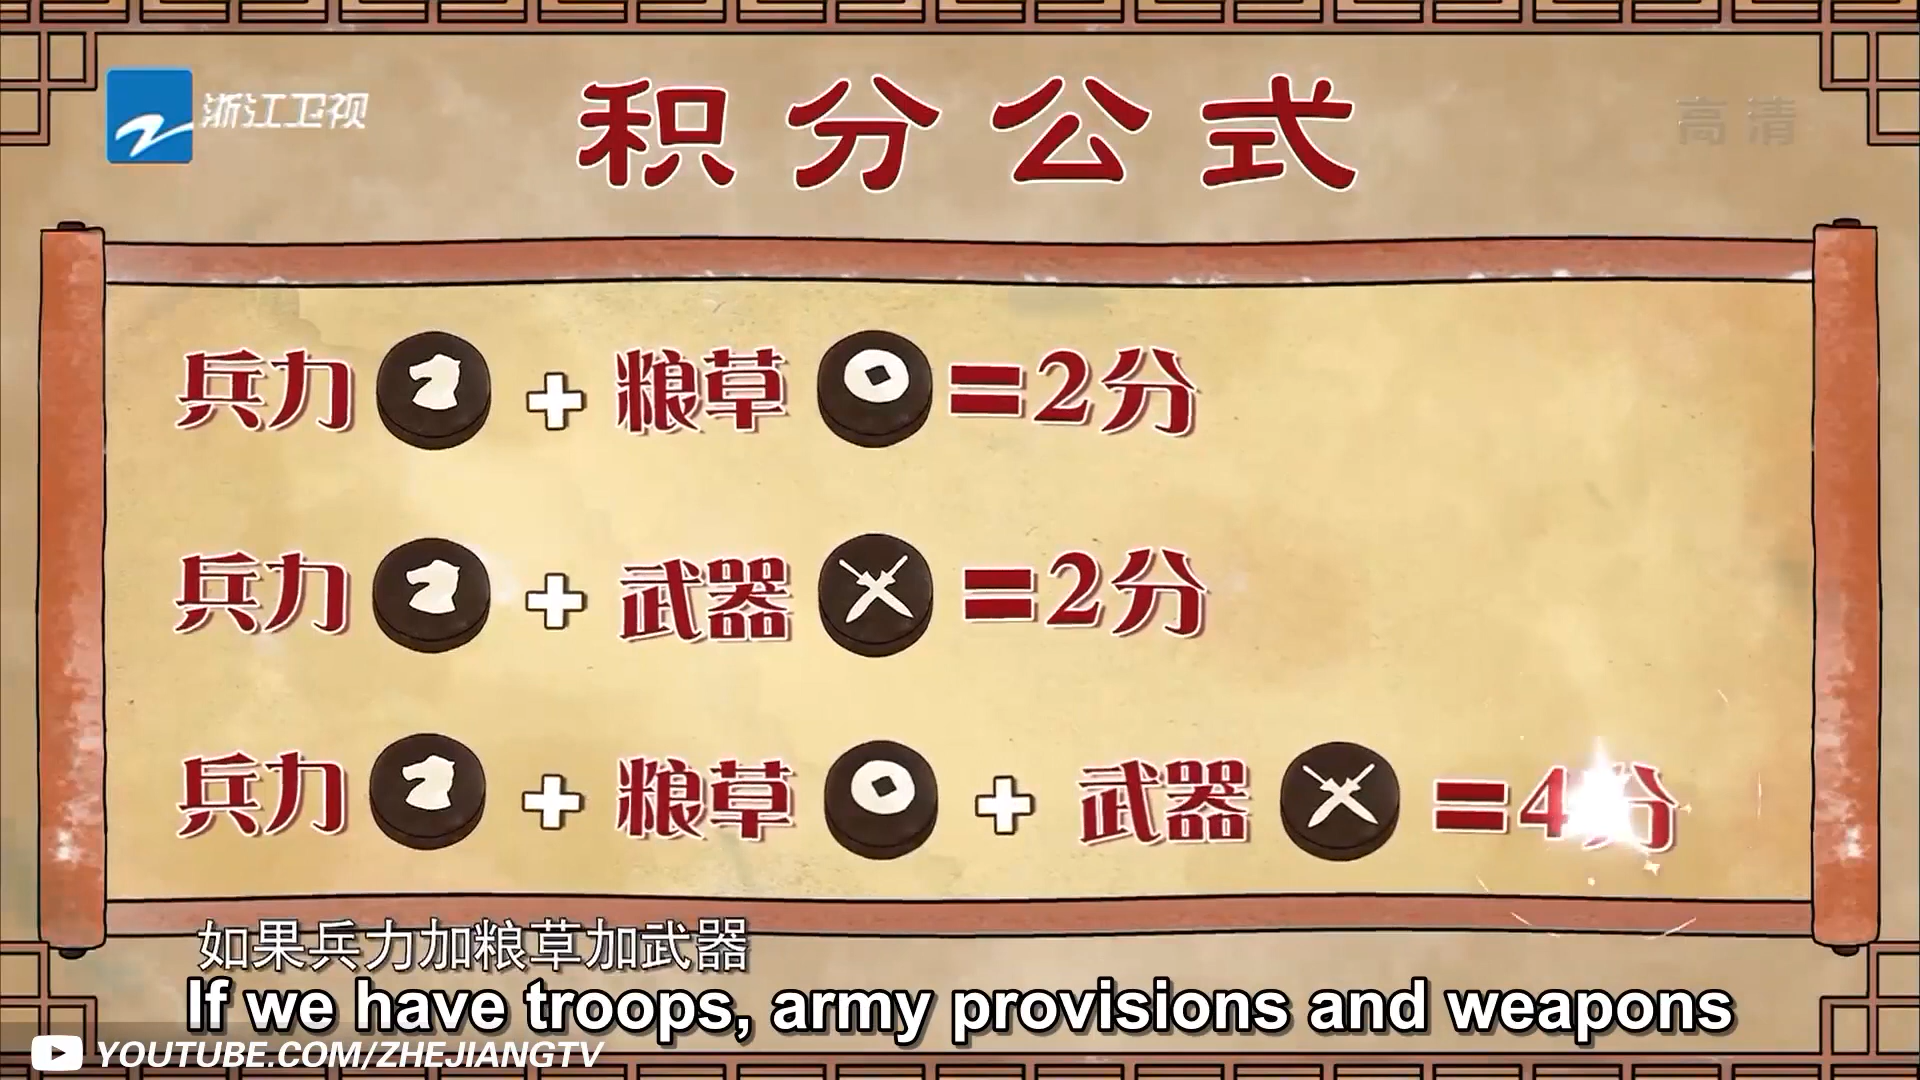 浙江卫视
积分公式
高清
兵力 + 粮草 =2分
兵力 + 武器 =2分
兵力 + 粮草 + 武器 =4分
如果兵力加粮草加武器
If we have troops, army provisions and weapons
YOUTUBE.COM/ZHEJIANGTV